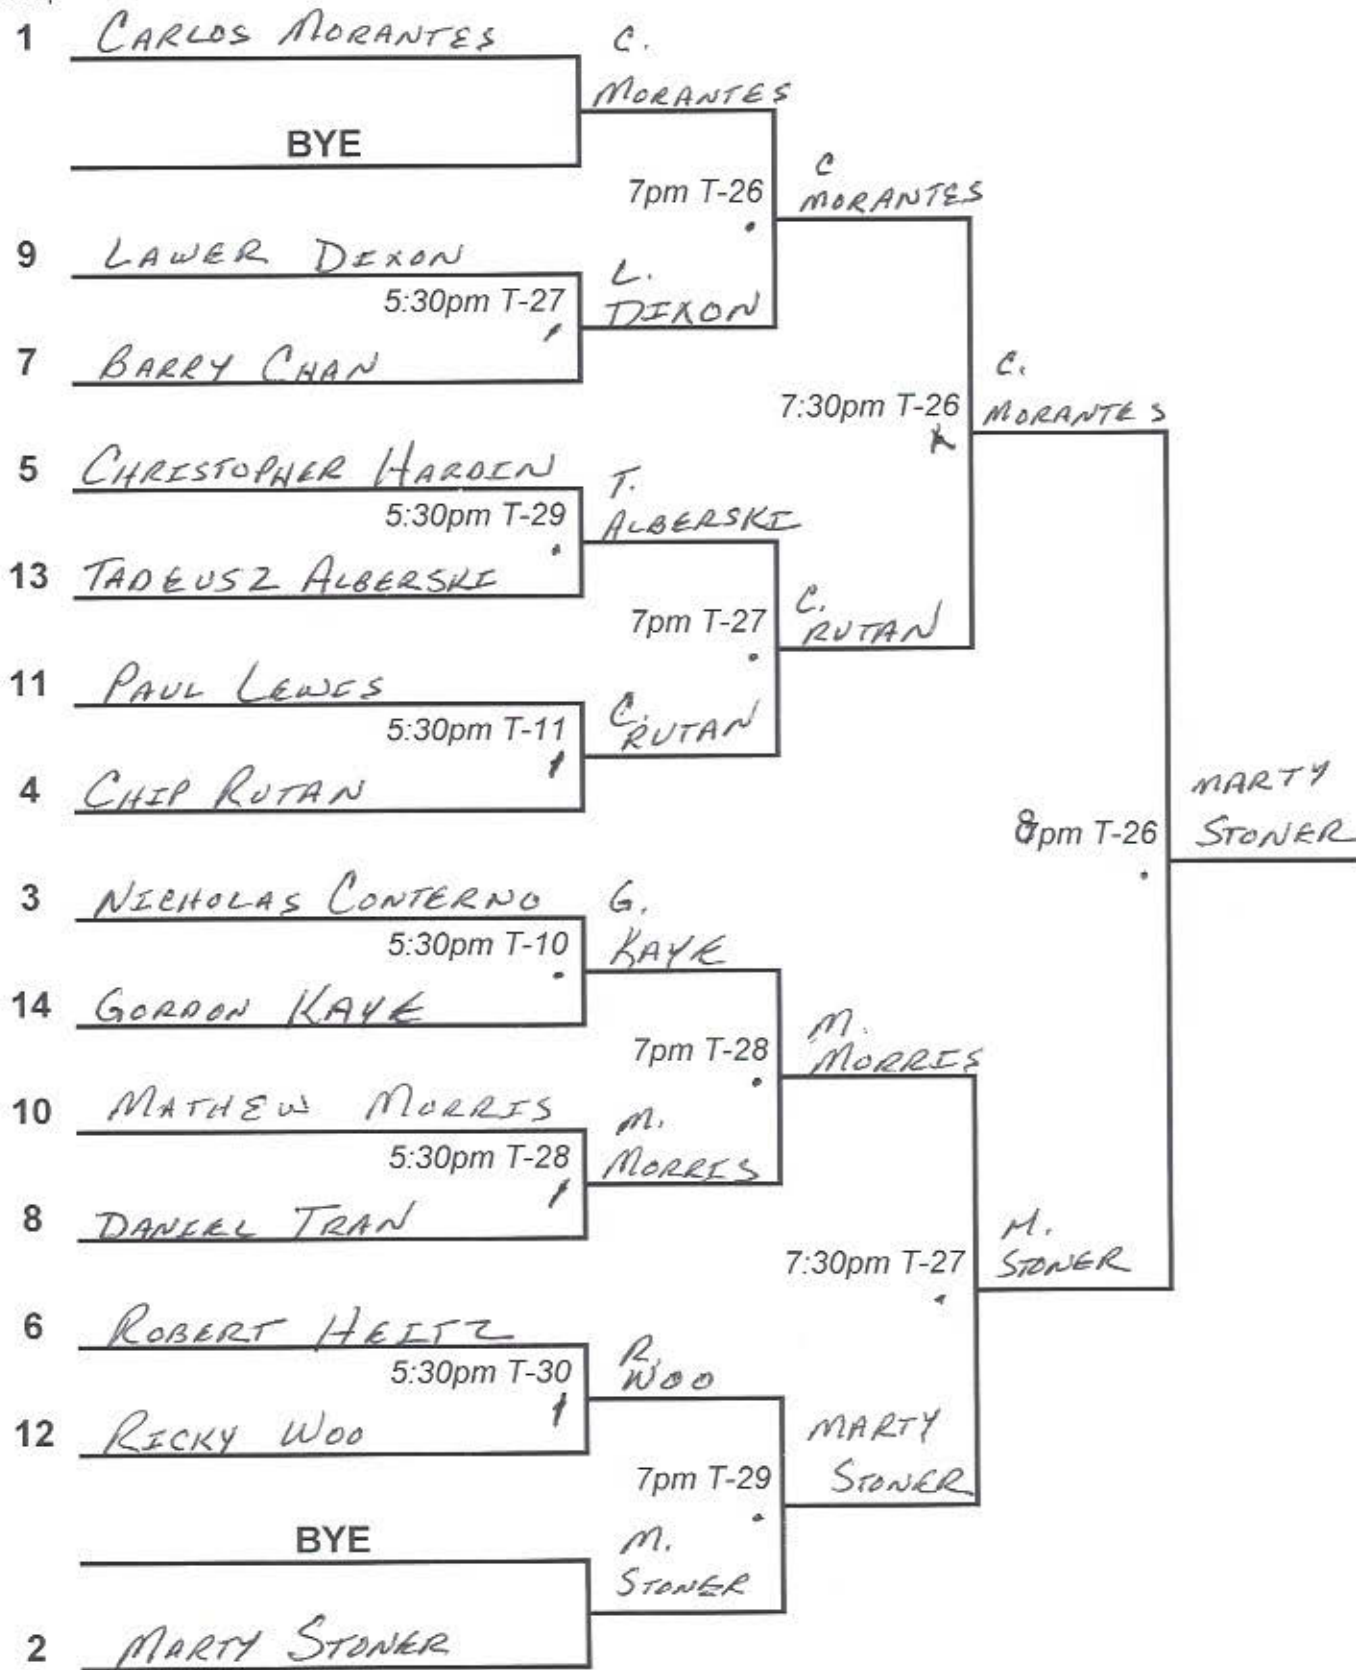 1 CARLOS MORANTES
C.
MORANTES
BYE
7pm T-26
C
MORANTES
9 LAWER DIXON
5:30pm T-27
L.
DIXON
7 BARRY CHAN
7:30pm T-26
C.
MORANTES
5 CHRISTOPHER HARDIN
5:30pm T-29
T.
ALBERSKI
13 TADEUSZ ALBERSKI
7pm T-27
C.
RUTAN
11 PAUL LEWIS
5:30pm T-11
C.
RUTAN
4 CHIP RUTAN
8pm T-26
MARTY
STONER
3 NICHOLAS CONTERNO
5:30pm T-10
G.
KAYE
14 GORDON KAYE
7pm T-28
M.
MORRIS
10 MATHEW MORRIS
5:30pm T-28
M.
MORRIS
8 DANIEL TRAN
7:30pm T-27
M.
STONER
6 ROBERT HEITZ
5:30pm T-30
R.
WOO
12 RICKY WOO
7pm T-29
MARTY
STONER
BYE
M.
STONER
2 MARTY STONER